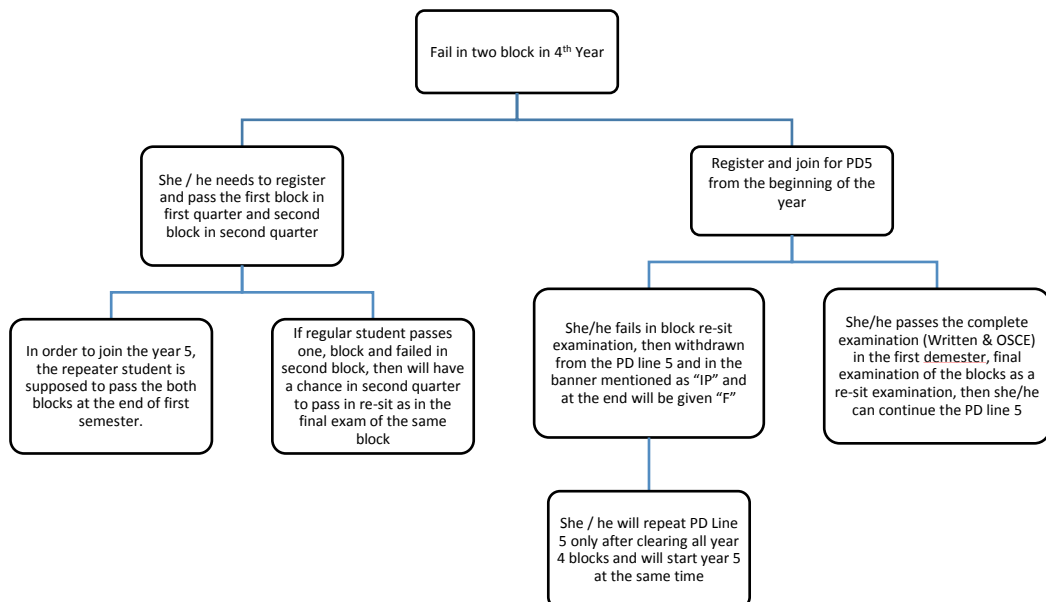 Fail in two block in 4th Year
She / he needs to register
and pass the first block in
first quarter and second
block in second quarter
Register and join for PD5
from the beginning of the
year
In order to join the year 5,
the repeater student is
supposed to pass the both
blocks at the end of first
semester.
If regular student passes
one, block and failed in
second block, then will have
a chance in second quarter
to pass in re-sit as in the
final exam of the same
block
She/he fails in block re-sit
examination, then withdrawn
from the PD line 5 and in the
banner mentioned as “IP” and
at the end will be given “F”
She/he passes the complete
examination (Written & OSCE)
in the first demester, final
examination of the blocks as a
re-sit examination, then she/he
can continue the PD line 5
She / he will repeat PD Line
5 only after clearing all year
4 blocks and will start year 5
at the same time